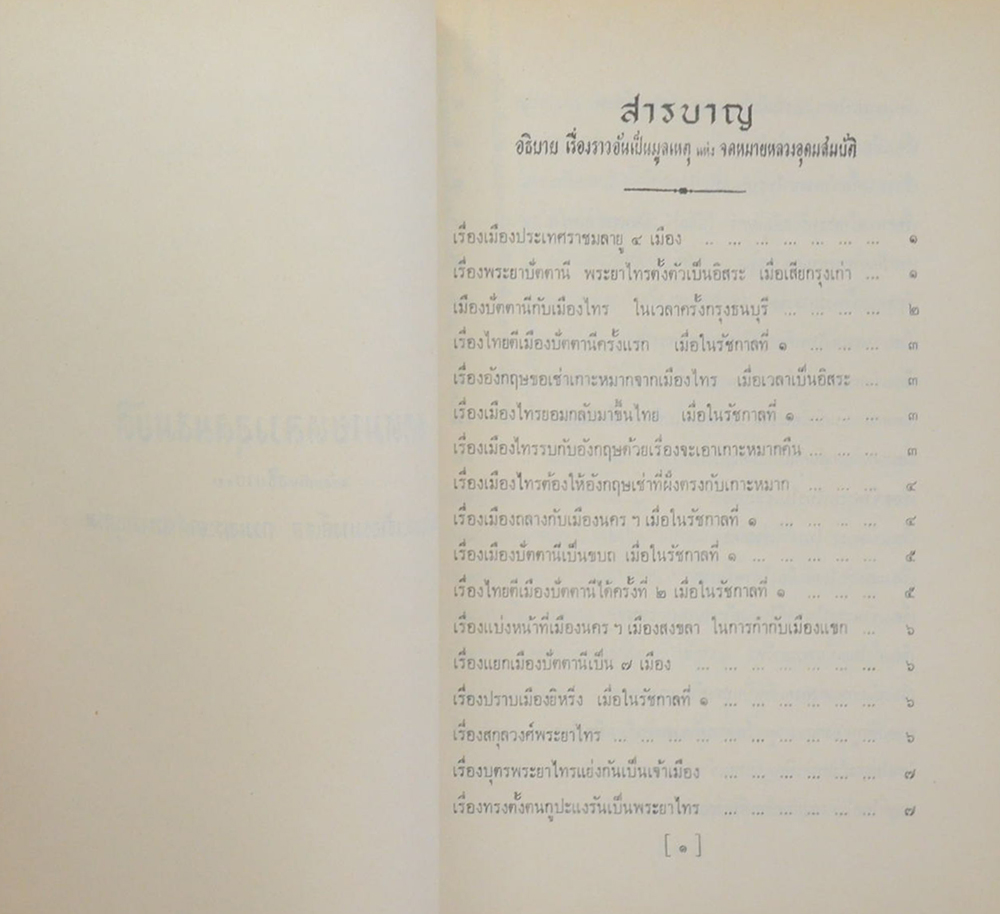 สารบาญ
อธิบาย เรื่องราวอันเป็นมูลเหตุ แห่ง จดหมายหลวงอุดมสมบัติ
เรื่องเมืองประเทศราชมลายู ๔ เมือง .. ... ... ... ... ... ... ๑
เรื่องพระยาปัตตานี พระยาไทรตั้งตัวเป็นอิสระ เมื่อเสียกรุงเก่า ... ๑
เมืองปัตตานีกับเมืองไทร ในเวลาครั้งกรุงธนบุรี ... ... ... ... ๒
เรื่องไทยตีเมืองปัตตานีครั้งแรก เมื่อในรัชกาลที่ ๑ ... ... ... ๓
เรื่องอังกฤษขอเช่าเกาะหมากจากเมืองไทร เมื่อเวลาเป็นอิสระ ... ๓
เรื่องเมืองไทรยอมกลับมาขึ้นไทย เมื่อในรัชกาลที่ ๑ ... ... ... ๓
เรื่องเมืองไทรรบกับอังกฤษด้วยเรื่องจะเอาเกาะหมากคืน ... ... ... ๓
เรื่องเมืองไทรต้องให้อังกฤษเช่าที่ฝั่งตรงกับเกาะหมาก ... ... ... ๔
เรื่องเมืองถลางกับเมืองนคร ฯ เมื่อในรัชกาลที่ ๑ ... ... ... ... ๔
เรื่องเมืองปัตตานีเป็นขบถ เมื่อในรัชกาลที่ ๑ ... ... ... ... ... ๕
เรื่องไทยตีเมืองปัตตานีได้ครั้งที่ ๒ เมื่อในรัชกาลที่ ๑ ... ... ... ๕
เรื่องแบ่งหน้าที่เมืองนคร ฯ เมืองสงขลา ในการกำกับเมืองแขก ... ๖
เรื่องแยกเมืองปัตตานีเป็น ๗ เมือง ... ... ... ... ... ... ... ๖
เรื่องปราบเมืองยิหริ่ง เมื่อในรัชกาลที่ ๑ ... ... ... ... ... ... ๖
เรื่องสกุลวงศ์พระยาไทร ... ... ... ... ... ... ... ... ... ... ๖
เรื่องบุตรพระยาไทรแย่งกันเป็นเจ้าเมือง ... ... ... ... ... ... ๗
เรื่องทรงตั้งตนกูปะแงรันเป็นพระยาไทร ... ... ... ... ... ... ๗
[ ๑ ]